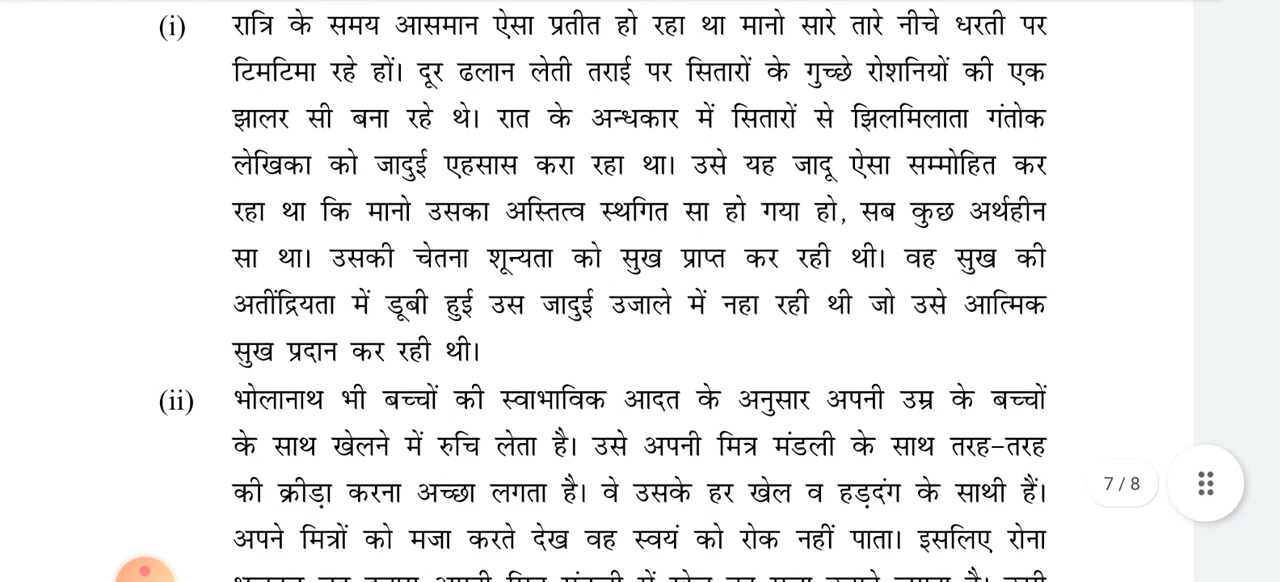 (i) रात्रि के समय आसमान ऐसा प्रतीत हो रहा था मानो सारे तारे नीचे धरती पर
टिमटिमा रहे हों। दूर ढलान लेती तराई पर सितारों के गुच्छे रोशनियों की एक
झालर सी बना रहे थे। रात के अन्धकार में सितारों से झिलमिलाता गंतोक
लेखिका को जादुई एहसास करा रहा था। उसे यह जादू ऐसा सम्मोहित कर
रहा था कि मानो उसका अस्तित्व स्थगित सा हो गया हो, सब कुछ अर्थहीन
सा था। उसकी चेतना शून्यता को सुख प्राप्त कर रही थी। वह सुख की
अतींद्रियता में डूबी हुई उस जादुई उजाले में नहा रही थी जो उसे आत्मिक
सुख प्रदान कर रही थी।
(ii) भोलानाथ भी बच्चों की स्वाभाविक आदत के अनुसार अपनी उम्र के बच्चों
के साथ खेलने में रुचि लेता है। उसे अपनी मित्र मंडली के साथ तरह-तरह
की क्रीड़ा करना अच्छा लगता है। वे उसके हर खेल व हड़दंग के साथी हैं।
अपने मित्रों को मजा करते देख वह स्वयं को रोक नहीं पाता। इसलिए रोना
7 / 8